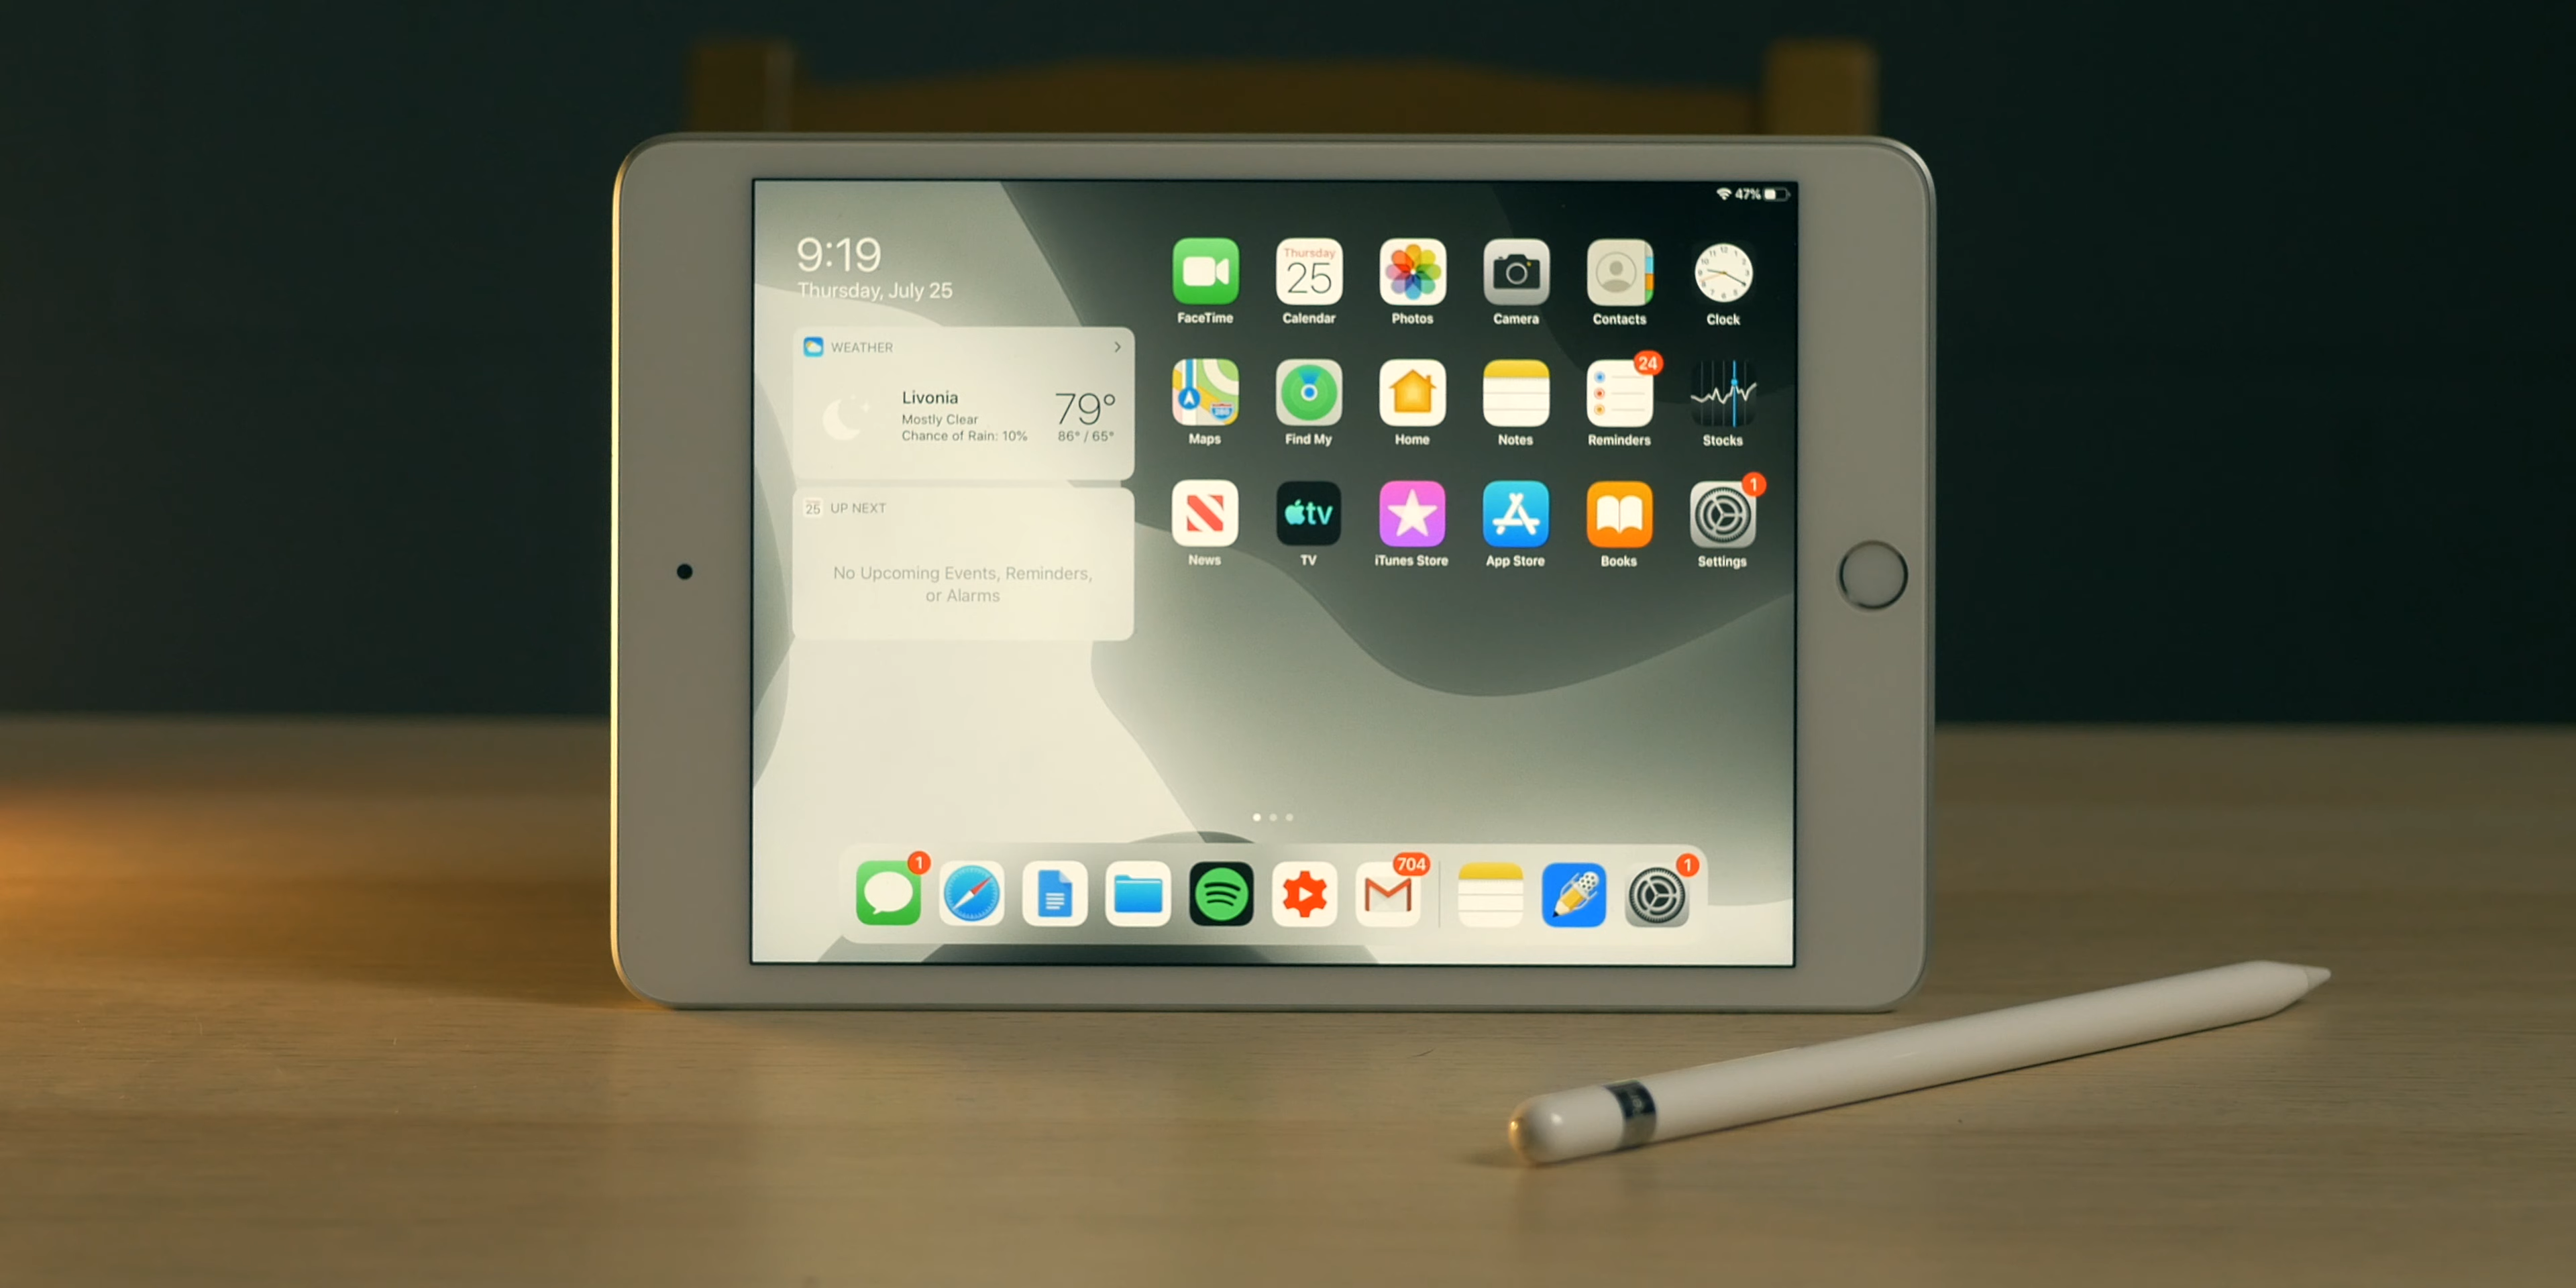 47%
9:19
Thursday, July 25
WEATHER
Livonia
Mostly Clear
Chance of Rain: 10%
79°
86° / 65°
25 UP NEXT
No Upcoming Events, Reminders,
or Alarms
Thursday
25
FaceTime Calendar Photos Camera Contacts Clock
280
24
Maps Find My Home Notes Reminders Stocks
tv
1
News TV iTunes Store App Store Books Settings
1 704 1